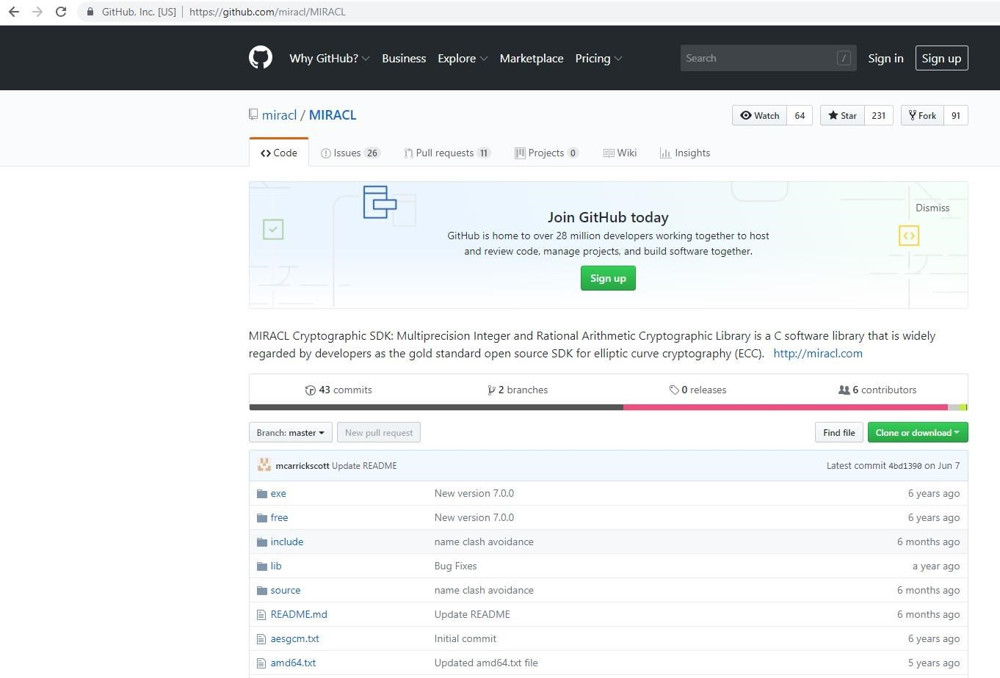 GitHub, Inc. [US] | https://github.com/miracl/MIRACL
Why GitHub? Business Explore Marketplace Pricing Search / Sign in Sign up
miracl / MIRACL Watch 64 Star 231 Fork 91
<> Code Issues 26 Pull requests 11 Projects 0 Wiki Insights
Dismiss
Join GitHub today
GitHub is home to over 28 million developers working together to host
and review code, manage projects, and build software together.
Sign up
MIRACL Cryptographic SDK: Multiprecision Integer and Rational Arithmetic Cryptographic Library is a C software library that is widely
regarded by developers as the gold standard open source SDK for elliptic curve cryptography (ECC). http://miracl.com
43 commits 2 branches 0 releases 6 contributors
Branch: master New pull request Find file Clone or download
mcarrickscott Update README Latest commit 4bd1390 on Jun 7
exe New version 7.0.0 6 years ago
free New version 7.0.0 6 years ago
include name clash avoidance 6 months ago
lib Bug Fixes a year ago
source name clash avoidance 6 months ago
README.md Update README 6 months ago
aesgcm.txt Initial commit 6 years ago
amd64.txt Updated amd64.txt file 5 years ago